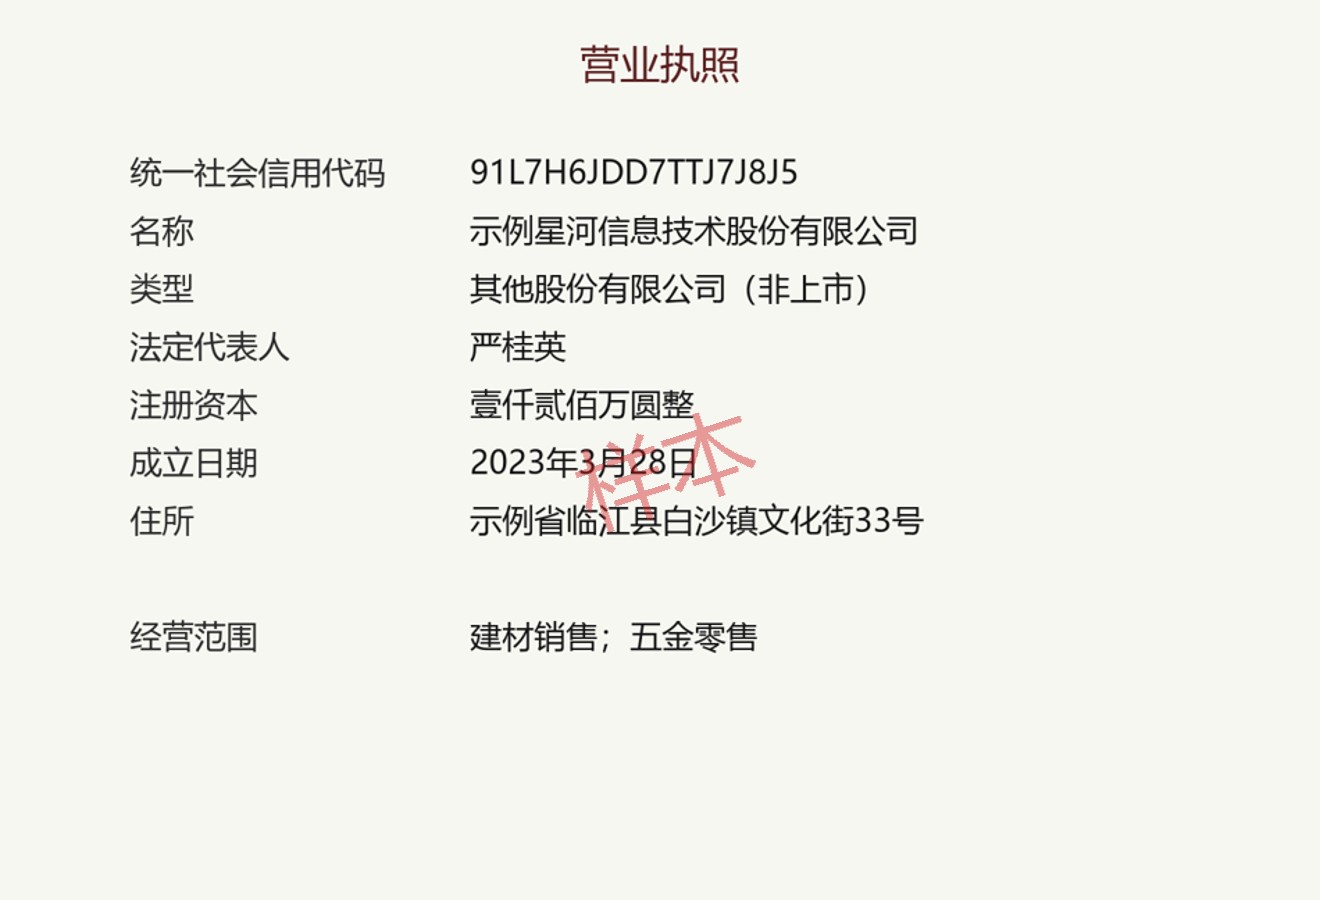 营业执照
统一社会信用代码 91L7H6JDD7TTJ7J8J5
名称 示例星河信息技术股份有限公司
类型 其他股份有限公司（非上市）
法定代表人 严桂英
注册资本 壹仟贰佰万圆整
成立日期 2023年3月28日
住所 示例省临江县白沙镇文化街33号
经营范围 建材销售；五金零售
样本